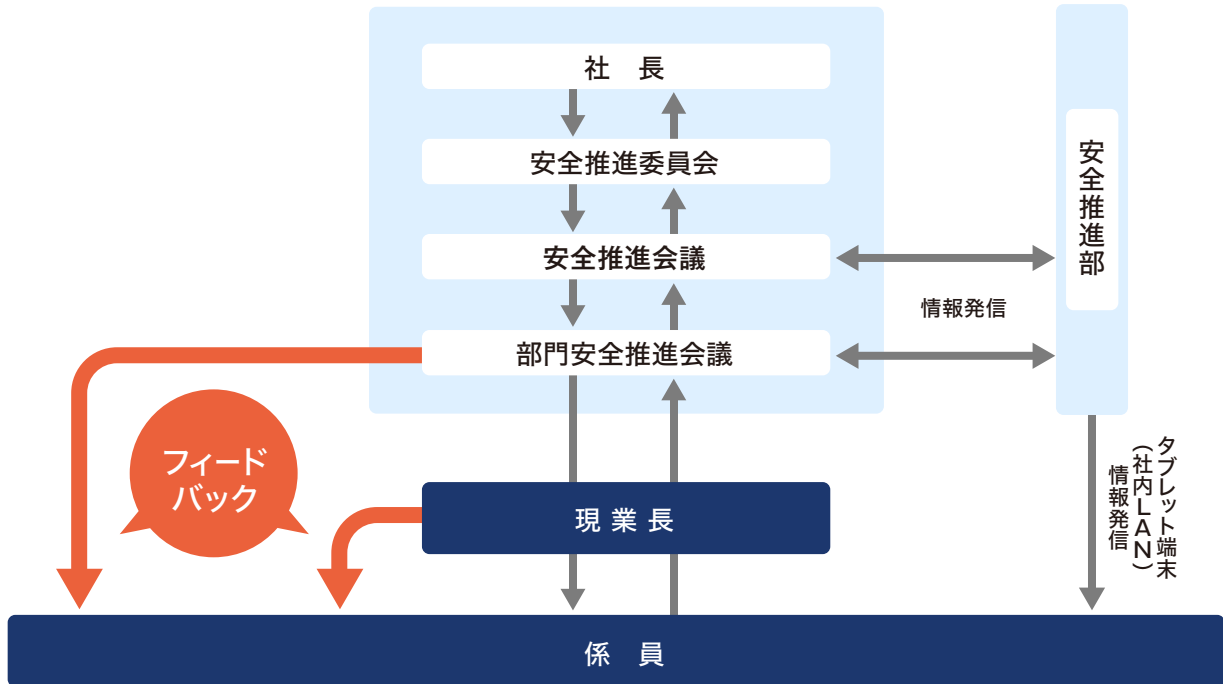 社　長
安全推進委員会
安全推進会議
部門安全推進会議
情報発信
安全推進部
フィード
バック
現業長
タブレット端末
（社内LAN）
情報発信
係　員